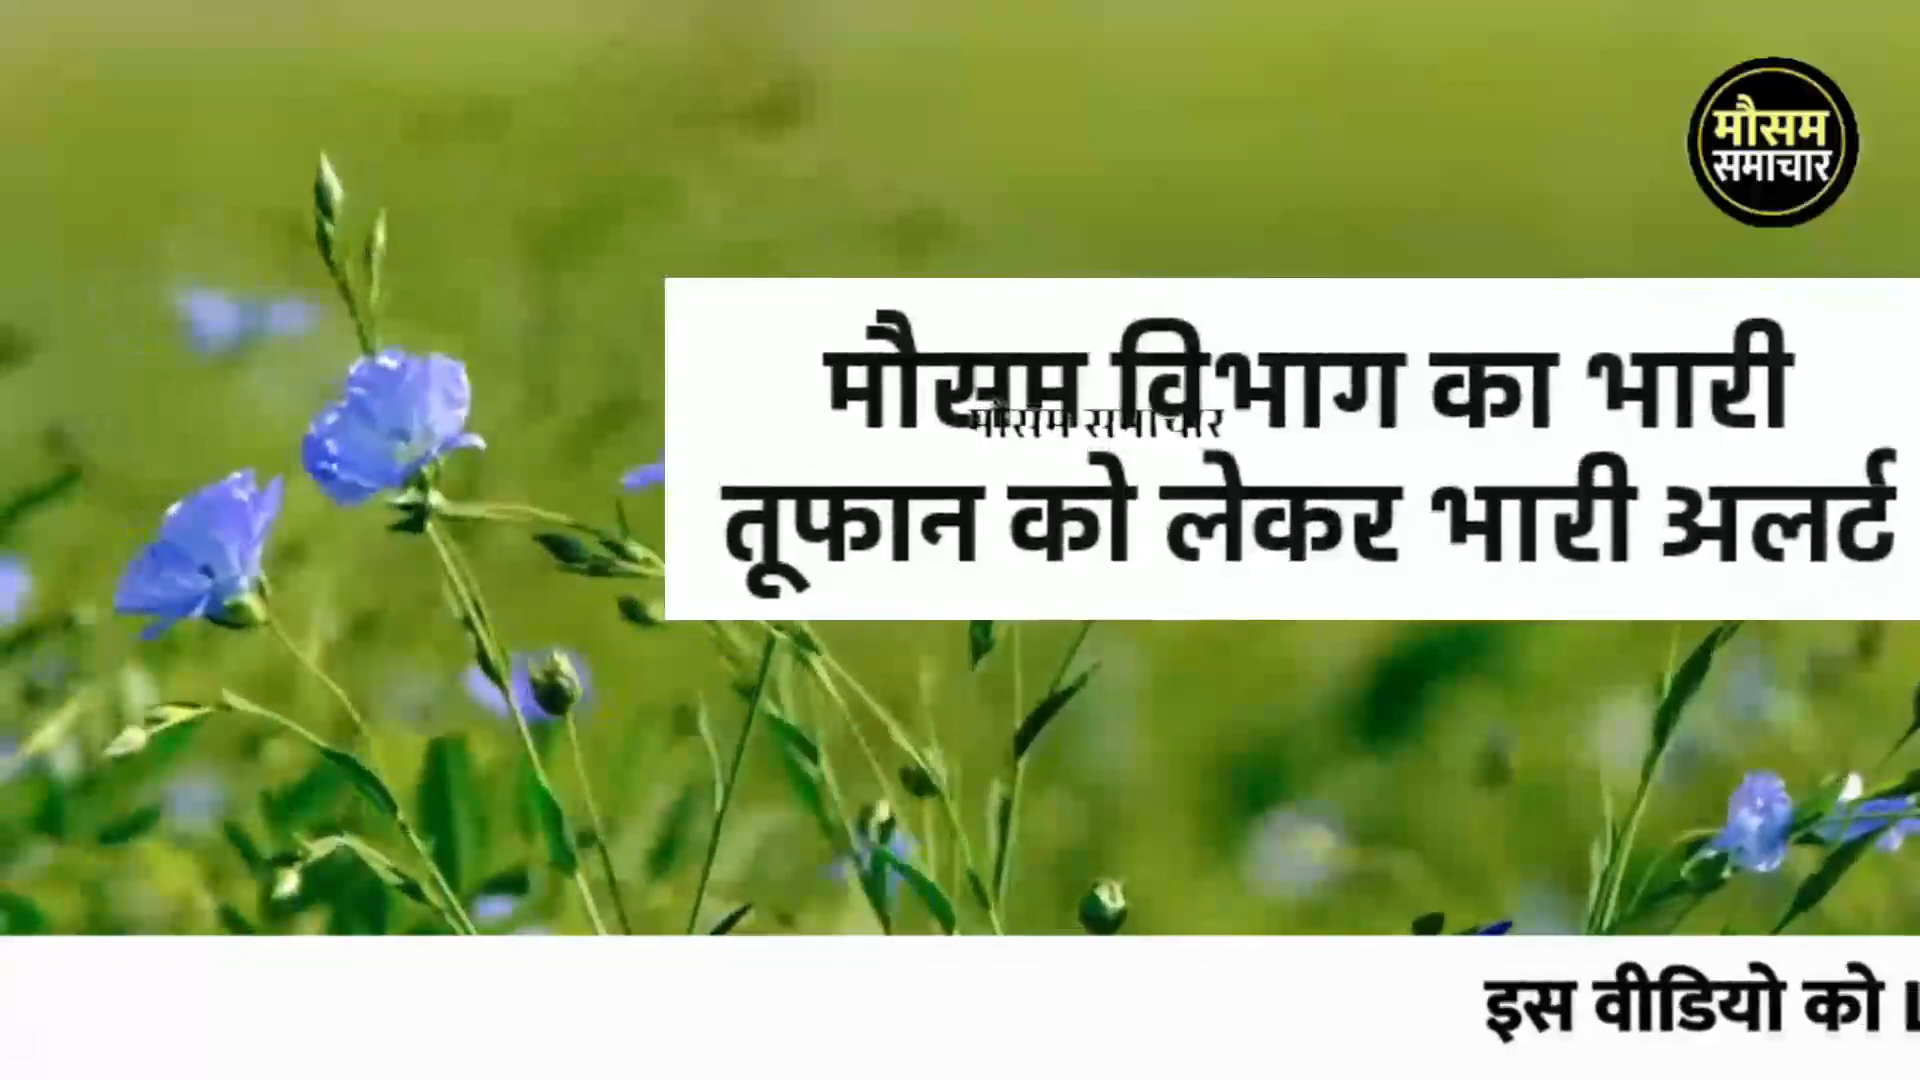 मौसम
समाचार
मौसम विभाग का भारी
मौसम समाचार
तूफान को लेकर भारी अलर्ट
इस वीडियो को